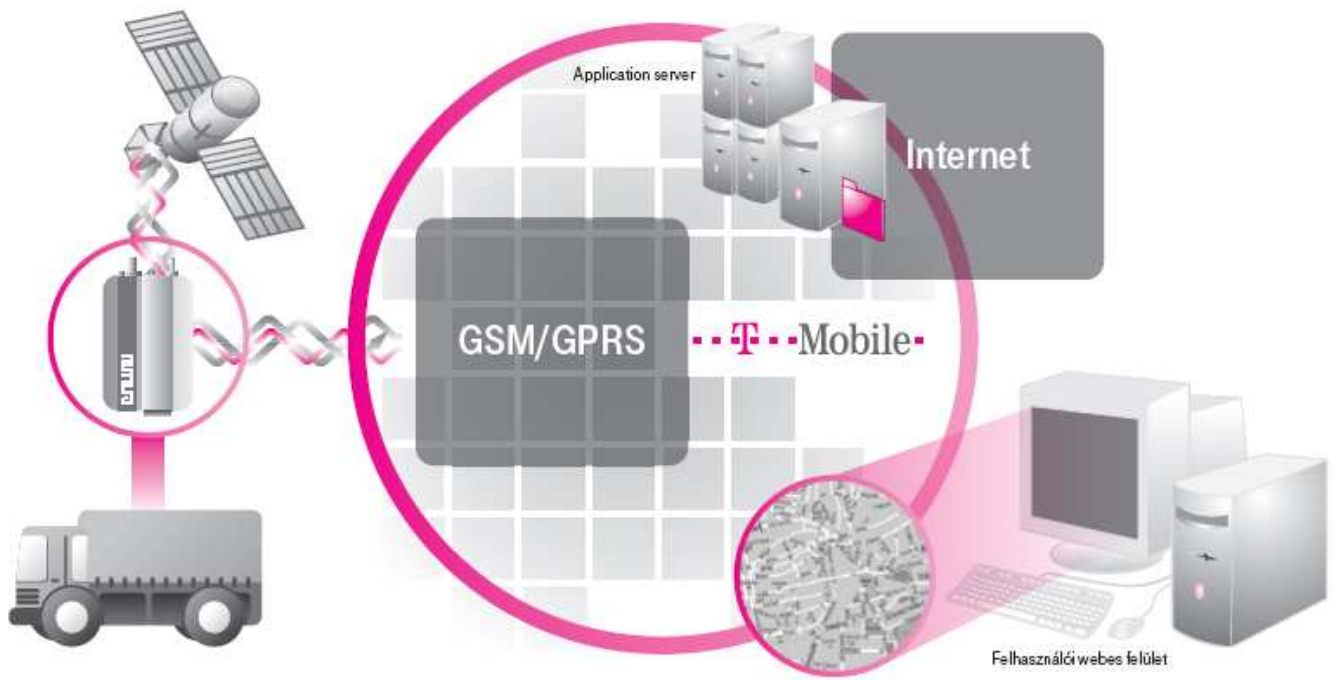 Application server
Internet
GSM/GPRS
T Mobile
Felhasználói webes felület